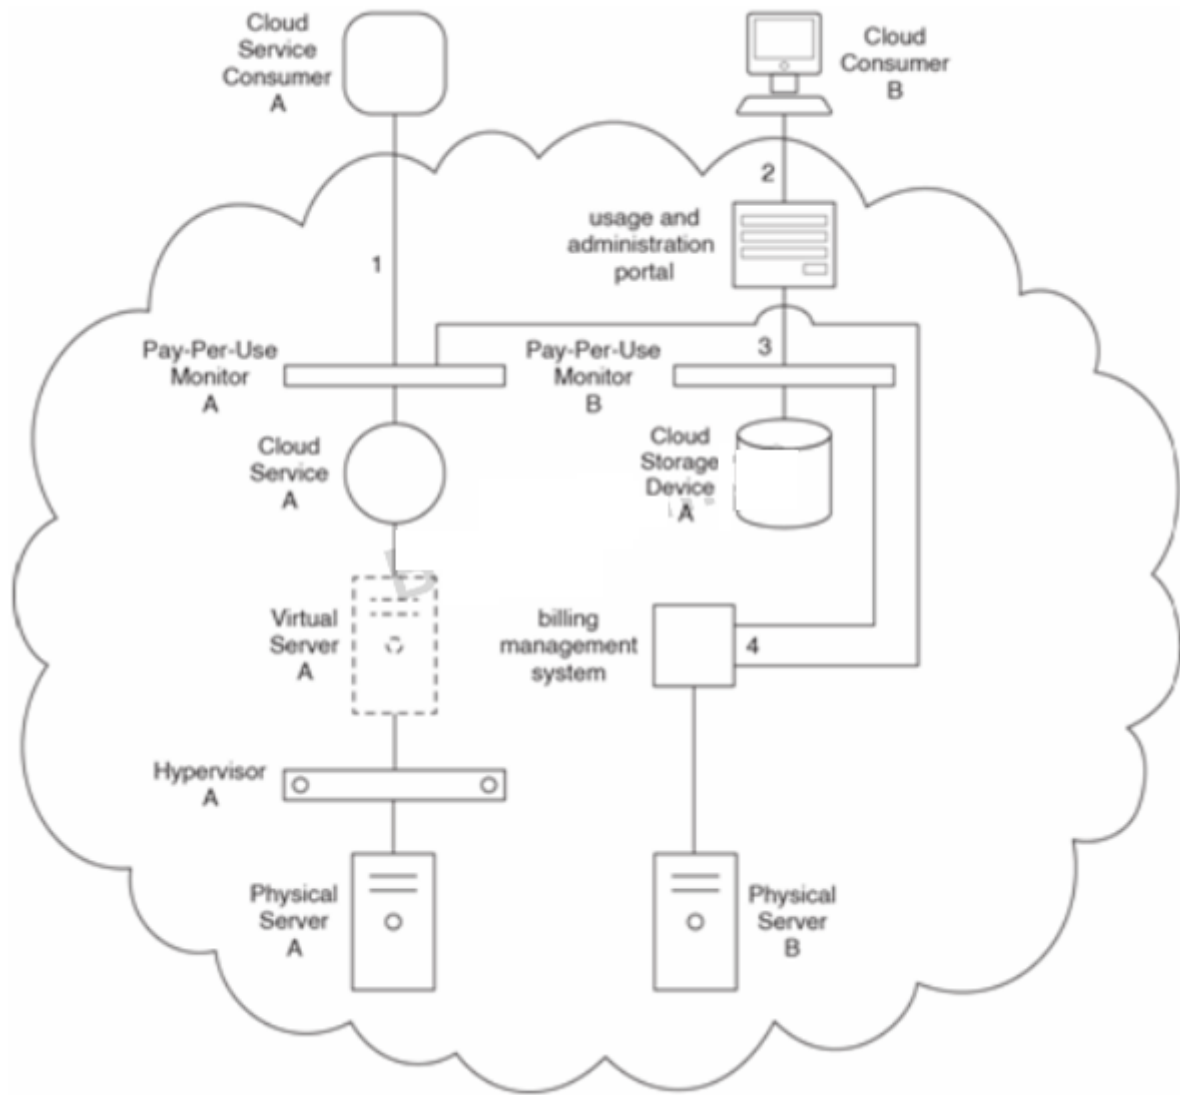 Cloud
Service
Consumer
A
Cloud
Consumer
B
2
usage and
administration
portal
1
3
Pay-Per-Use
Monitor
A
Pay-Per-Use
Monitor
B
Cloud
Service
A
Cloud
Storage
Device
A
Virtual
Server
A
billing
management
system
4
Hypervisor
A
Physical
Server
A
Physical
Server
B